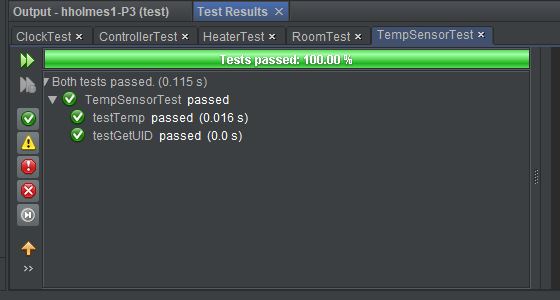 Output - hholmes1-P3 (test) Test Results ×
ClockTest × ControllerTest × HeaterTest × RoomTest × TempSensorTest ×
Tests passed: 100.00 %
Both tests passed. (0.115 s)
TempSensorTest passed
testTemp passed (0.016 s)
testGetUID passed (0.0 s)
>>